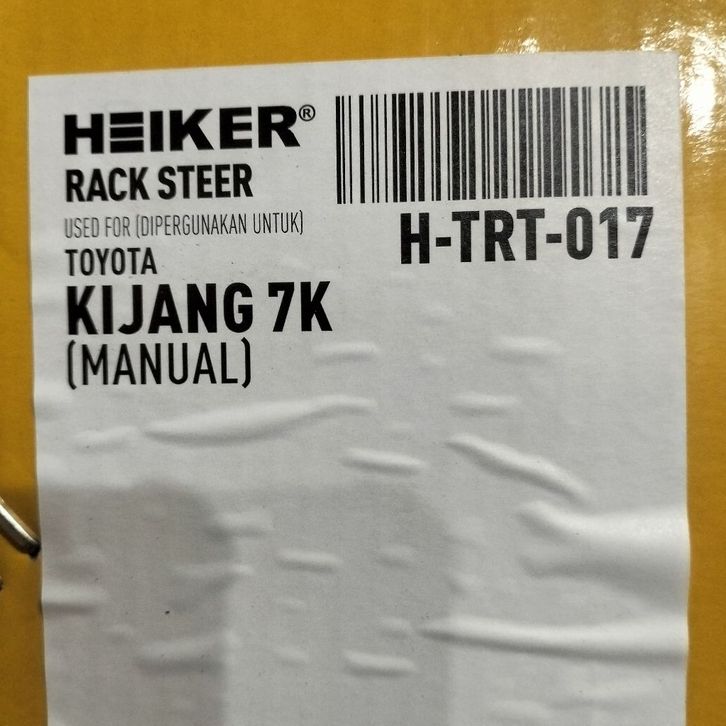 HEIKER®
RACK STEER
USED FOR (DIPERGUNAKAN UNTUK)
TOYOTA
KIJANG 7K
(MANUAL)
H-TRT-017